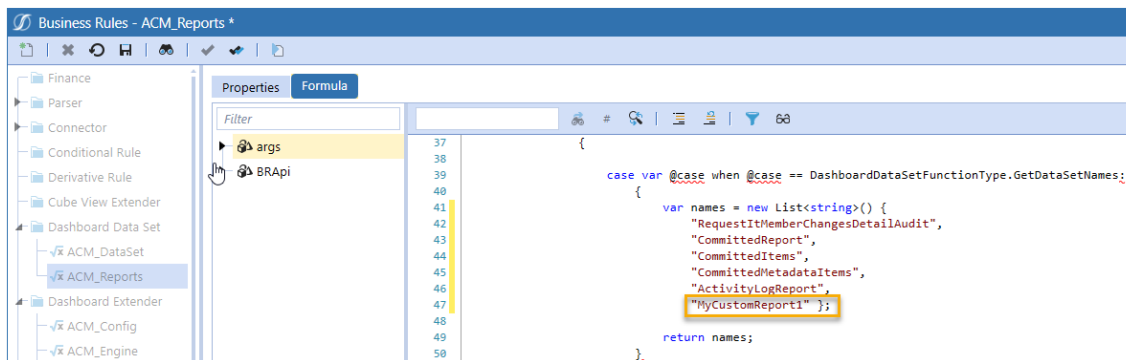 Business Rules - ACM_Reports *
Finance
Parser
Connector
Conditional Rule
Derivative Rule
Cube View Extender
Dashboard Data Set
ACM_DataSet
ACM_Reports
Dashboard Extender
ACM_Config
ACM_Engine
Properties
Formula
Filter
args
BRApi
#
37 {
38
39 case var @case when @case == DashboardDataSetFunctionType.GetDataSetNames:
40 {
41 var names = new List<string>() {
42 "RequestItMemberChangesDetailAudit",
43 "CommittedReport",
44 "CommittedItems",
45 "CommittedMetadataItems",
46 "ActivityLogReport",
47 "MyCustomReport1" };
48
49 return names;
50 }